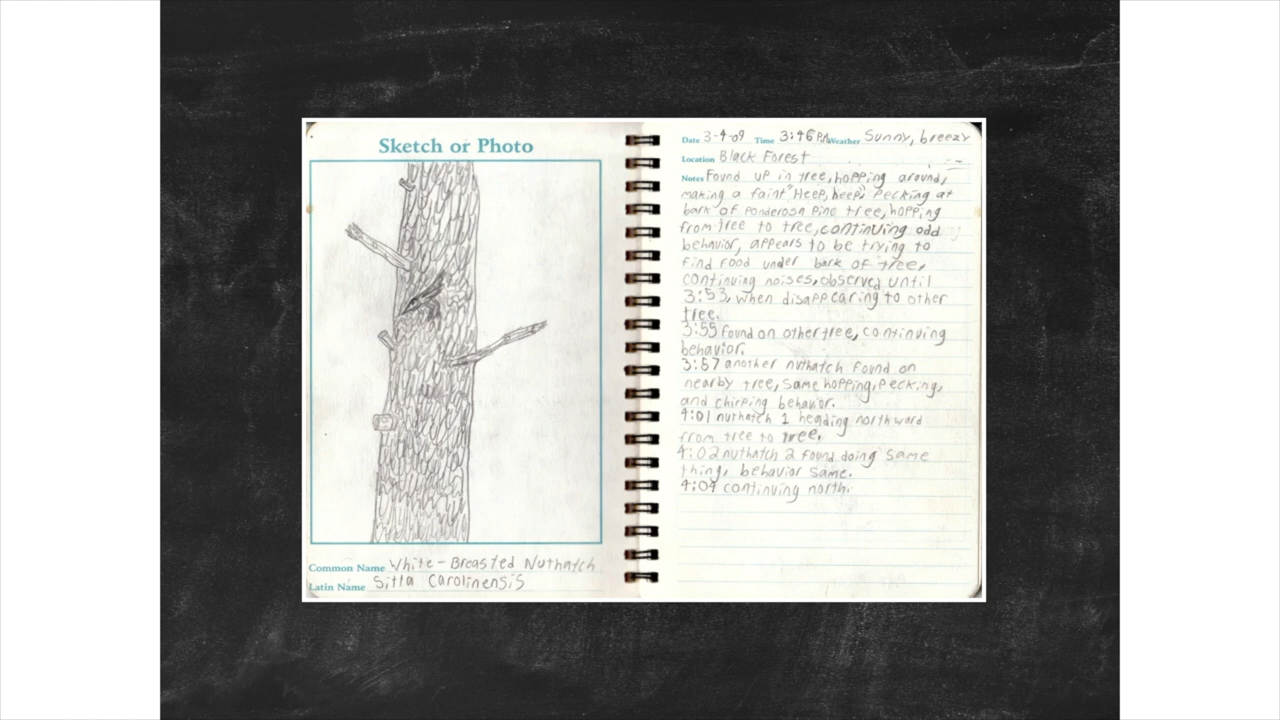 Sketch or Photo
Common Name White-Breasted Nuthatch
Latin Name Sitta Carolinensis
Date 3-4-09 Time 3:46 PM Weather Sunny, breezy
Location Black Forest
Notes Found up in tree, hopping around,
making a faint "Heep, heep". Pecking at
bark of ponderosa pine tree, hopping
from tree to tree, continuing odd
behavior, appears to be trying to
find food under bark of tree,
continuing noises, observed until
3:53, when disappearing to other
tree.
3:55 found on other tree, continuing
behavior.
3:57 another nuthatch found on
nearby tree, same hopping, pecking,
and chirping behavior.
4:01 nuthatch 1 heading northward
from tree to tree.
4:02 nuthatch 2 found doing same
thing, behavior same.
4:04 continuing north.